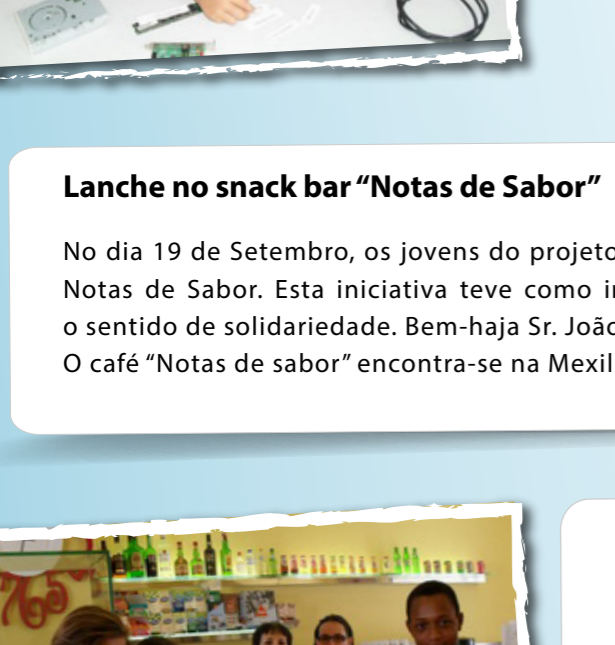 Lanche no snack bar “Notas de Sabor”
No dia 19 de Setembro, os jovens do projeto
Notas de Sabor. Esta iniciativa teve como
o sentido de solidariedade. Bem-haja Sr. João
O café “Notas de sabor” encontra-se na
765